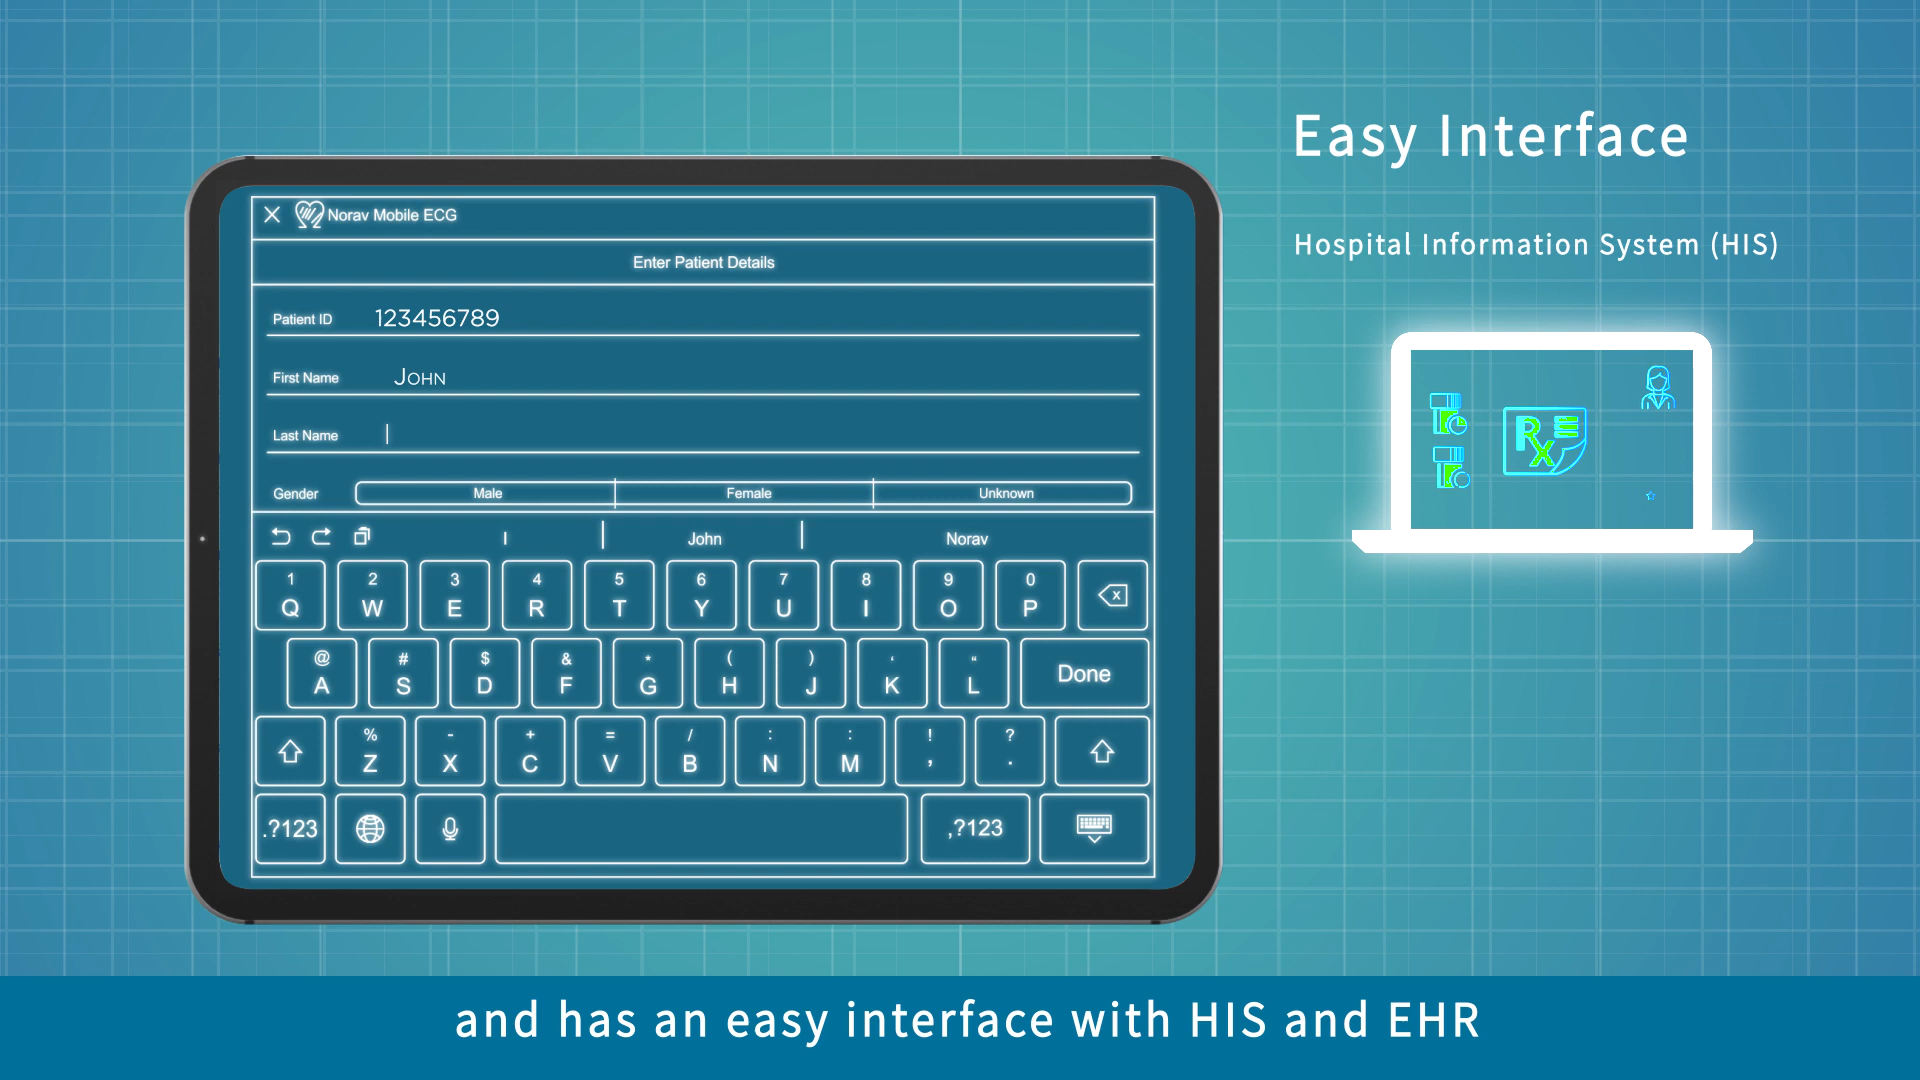 Easy Interface
Hospital Information System (HIS)
Norav Mobile ECG
Enter Patient Details
Patient ID 123456789
First Name John
Last Name
Gender Male Female Unknown
I John Norav
1 2 3 4 5 6 7 8 9 0
Q W E R T Y U I O P
@ # $ & * ( ) ‘ “
A S D F G H J K L Done
% - + = / : : ! ?
Z X C V B N M , .
.?123 ,?123
RX
and has an easy interface with HIS and EHR